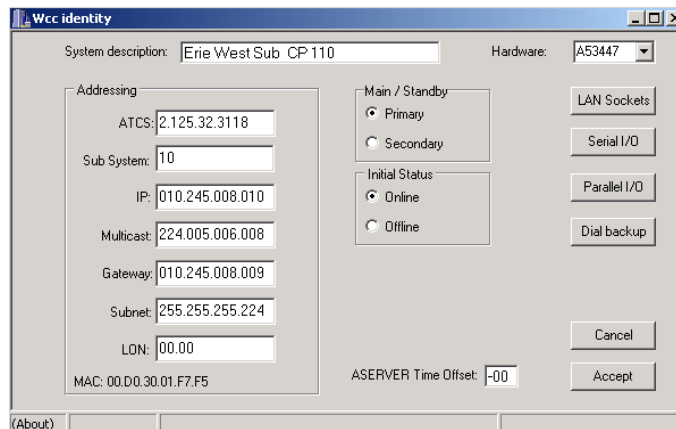 Wcc identity
System description: Erie West Sub CP 110
Hardware: A53447
Addressing
ATCS: 2.125.32.3118
Sub System: 10
IP: 010.245.008.010
Multicast: 224.005.006.008
Gateway: 010.245.008.009
Subnet: 255.255.255.224
LON: 00.00
MAC: 00.D0.30.01.F7.F5
Main / Standby
Primary
Secondary
Initial Status
Online
Offline
ASERVER Time Offset: -00
LAN Sockets
Serial I/O
Parallel I/O
Dial backup
Cancel
Accept
(About)